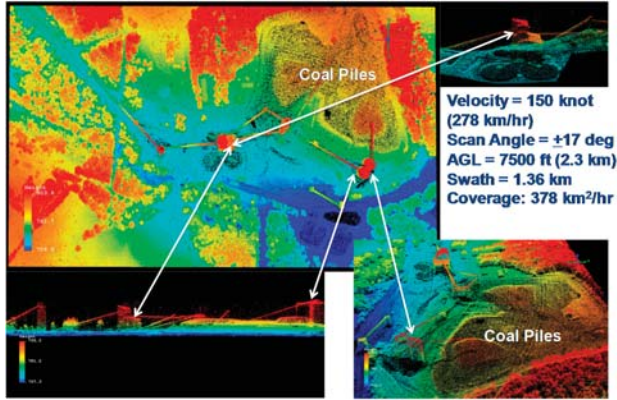 Coal Piles
Velocity = 150 knot
(278 km/hr)
Scan Angle = ±17 deg
AGL = 7500 ft (2.3 km)
Swath = 1.36 km
Coverage: 378 km²/hr
Coal Piles